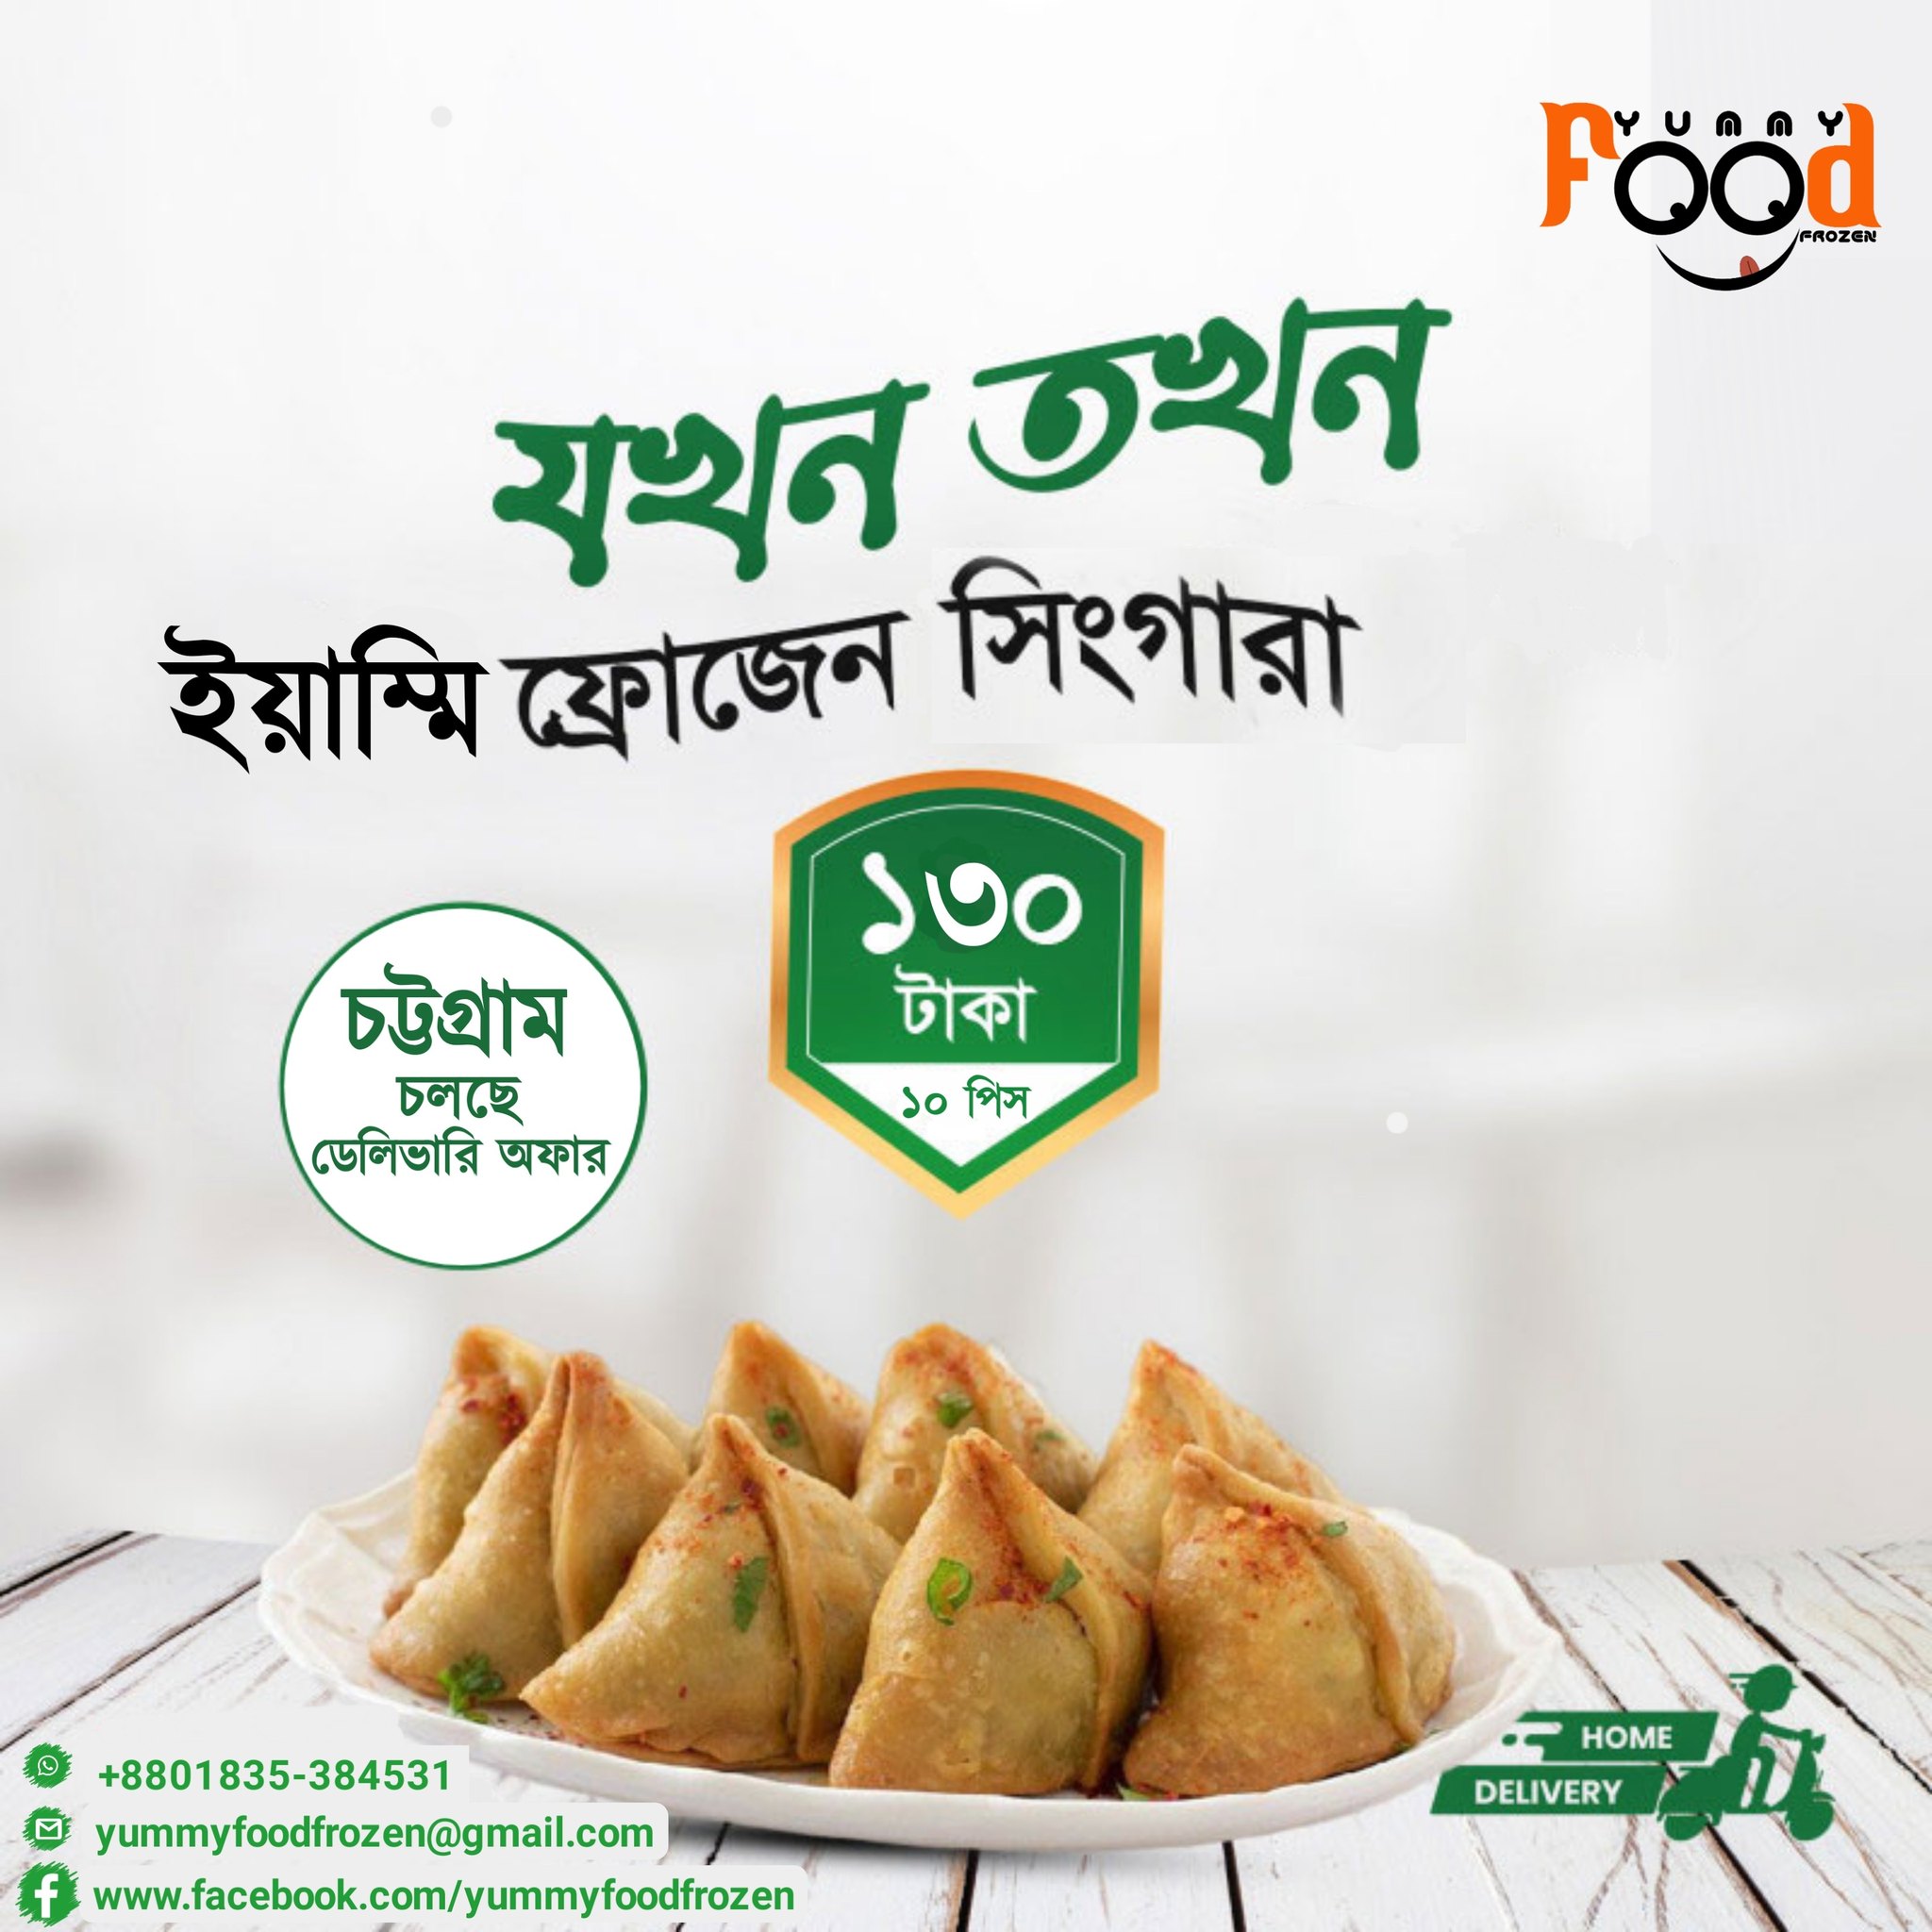 YUMMY
Food
FROZEN
যখন তখন
ইয়াম্মি ফ্রোজেন সিংগারা
১৩০
টাকা
১০ পিস
চট্টগ্রাম
চলছে
ডেলিভারি অফার
HOME
DELIVERY
+8801835-384531
yummyfoodfrozen@gmail.com
www.facebook.com/yummyfoodfrozen